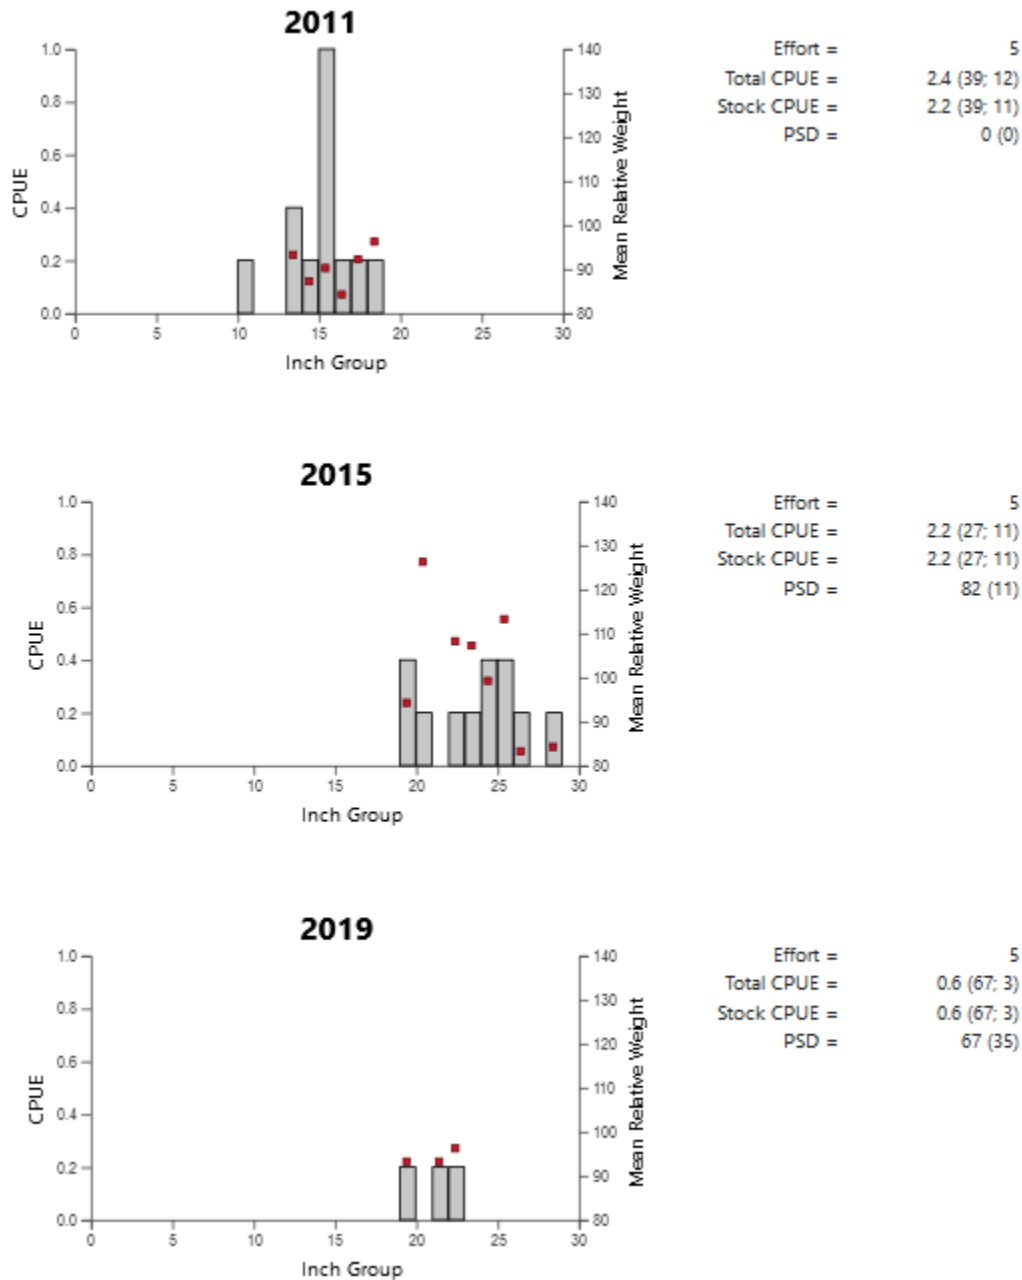 2011
Effort = 5
Total CPUE = 2.4 (39; 12)
Stock CPUE = 2.2 (39; 11)
PSD = 0 (0)
1.0
0.8
0.6
0.4
0.2
0.0
CPUE
140
130
120
110
100
90
80
Mean Relative Weight
0 5 10 15 20 25 30
Inch Group
2015
Effort = 5
Total CPUE = 2.2 (27; 11)
Stock CPUE = 2.2 (27; 11)
PSD = 82 (11)
1.0
0.8
0.6
0.4
0.2
0.0
CPUE
140
130
120
110
100
90
80
Mean Relative Weight
0 5 10 15 20 25 30
Inch Group
2019
Effort = 5
Total CPUE = 0.6 (67; 3)
Stock CPUE = 0.6 (67; 3)
PSD = 67 (35)
1.0
0.8
0.6
0.4
0.2
0.0
CPUE
140
130
120
110
100
90
80
Mean Relative Weight
0 5 10 15 20 25 30
Inch Group